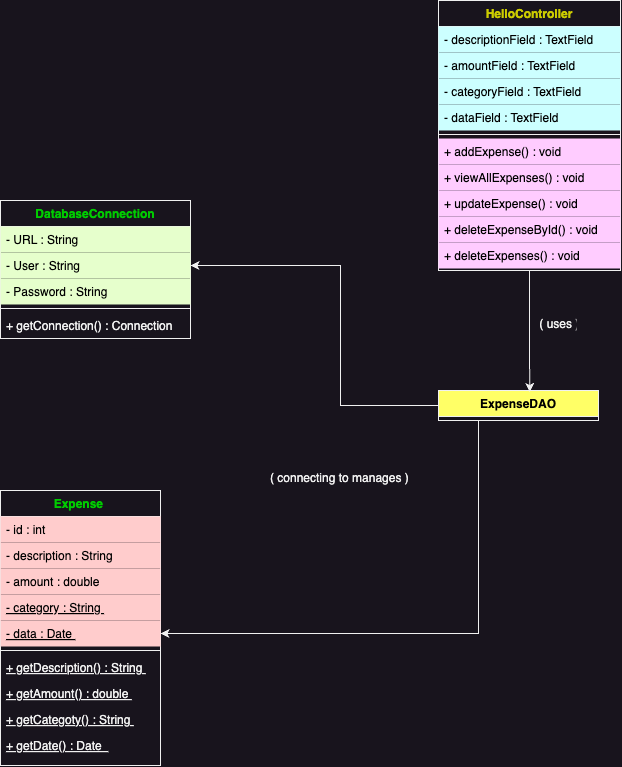 HelloController
- descriptionField : TextField
- amountField : TextField
- categoryField : TextField
- dataField : TextField
+ addExpense() : void
+ viewAllExpenses() : void
+ updateExpense() : void
+ deleteExpenseById() : void
+ deleteExpenses() : void
DatabaseConnection
- URL : String
- User : String
- Password : String
+ getConnection() : Connection
( uses )
ExpenseDAO
( connecting to manages )
Expense
- id : int
- description : String
- amount : double
- category : String
- data : Date
+ getDescription() : String
+ getAmount() : double
+ getCategoty() : String
+ getDate() : Date